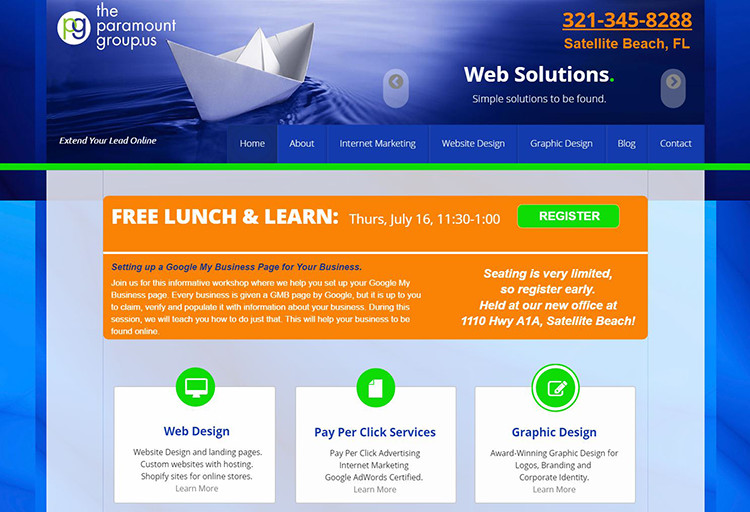 pg
the
paramount
group.us
321-345-8288
Satellite Beach, FL
Web Solutions.
Simple solutions to be found.
Extend Your Lead Online
Home
About
Internet Marketing
Website Design
Graphic Design
Blog
Contact
FREE LUNCH & LEARN: Thurs, July 16, 11:30-1:00
REGISTER
Setting up a Google My Business Page for Your Business.
Join us for this informative workshop where we help you set up your Google My
Business page. Every business is given a GMB page by Google, but it is up to you
to claim, verify and populate it with information about your business. During this
session, we will teach you how to do just that. This will help your business to be
found online.
Seating is very limited,
so register early.
Held at our new office at
1110 Hwy A1A, Satellite Beach!
Web Design
Website Design and landing pages.
Custom websites with hosting.
Shopify sites for online stores.
Learn More
Pay Per Click Services
Pay Per Click Advertising
Internet Marketing
Google AdWords Certified.
Learn More
Graphic Design
Award-Winning Graphic Design for
Logos, Branding and
Corporate Identity.
Learn More